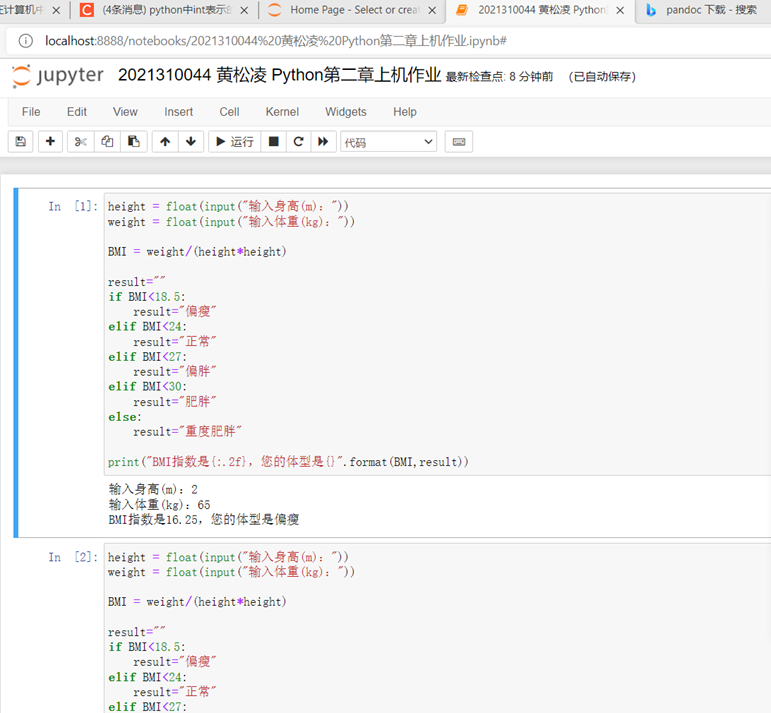 在计算机中
(4条消息) python中int表示
Home Page - Select or creat
2021310044 黄松凌 Python
pandoc 下载 - 搜索
localhost:8888/notebooks/2021310044%20黄松凌%20Python第二章上机作业.ipynb#
jupyter 2021310044 黄松凌 Python第二章上机作业 最新检查点: 8 分钟前 (已自动保存)
File Edit View Insert Cell Kernel Widgets Help
运行 代码
In [1]:
height = float(input("输入身高(m): "))
weight = float(input("输入体重(kg): "))
BMI = weight/(height*height)
result=""
if BMI<18.5:
    result="偏瘦"
elif BMI<24:
    result="正常"
elif BMI<27:
    result="偏胖"
elif BMI<30:
    result="肥胖"
else:
    result="重度肥胖"
print("BMI指数是{:.2f}, 您的体型是{}".format(BMI,result))
输入身高(m): 2
输入体重(kg): 65
BMI指数是16.25, 您的体型是偏瘦
In [2]:
height = float(input("输入身高(m): "))
weight = float(input("输入体重(kg): "))
BMI = weight/(height*height)
result=""
if BMI<18.5:
    result="偏瘦"
elif BMI<24:
    result="正常"
elif BMI<27: